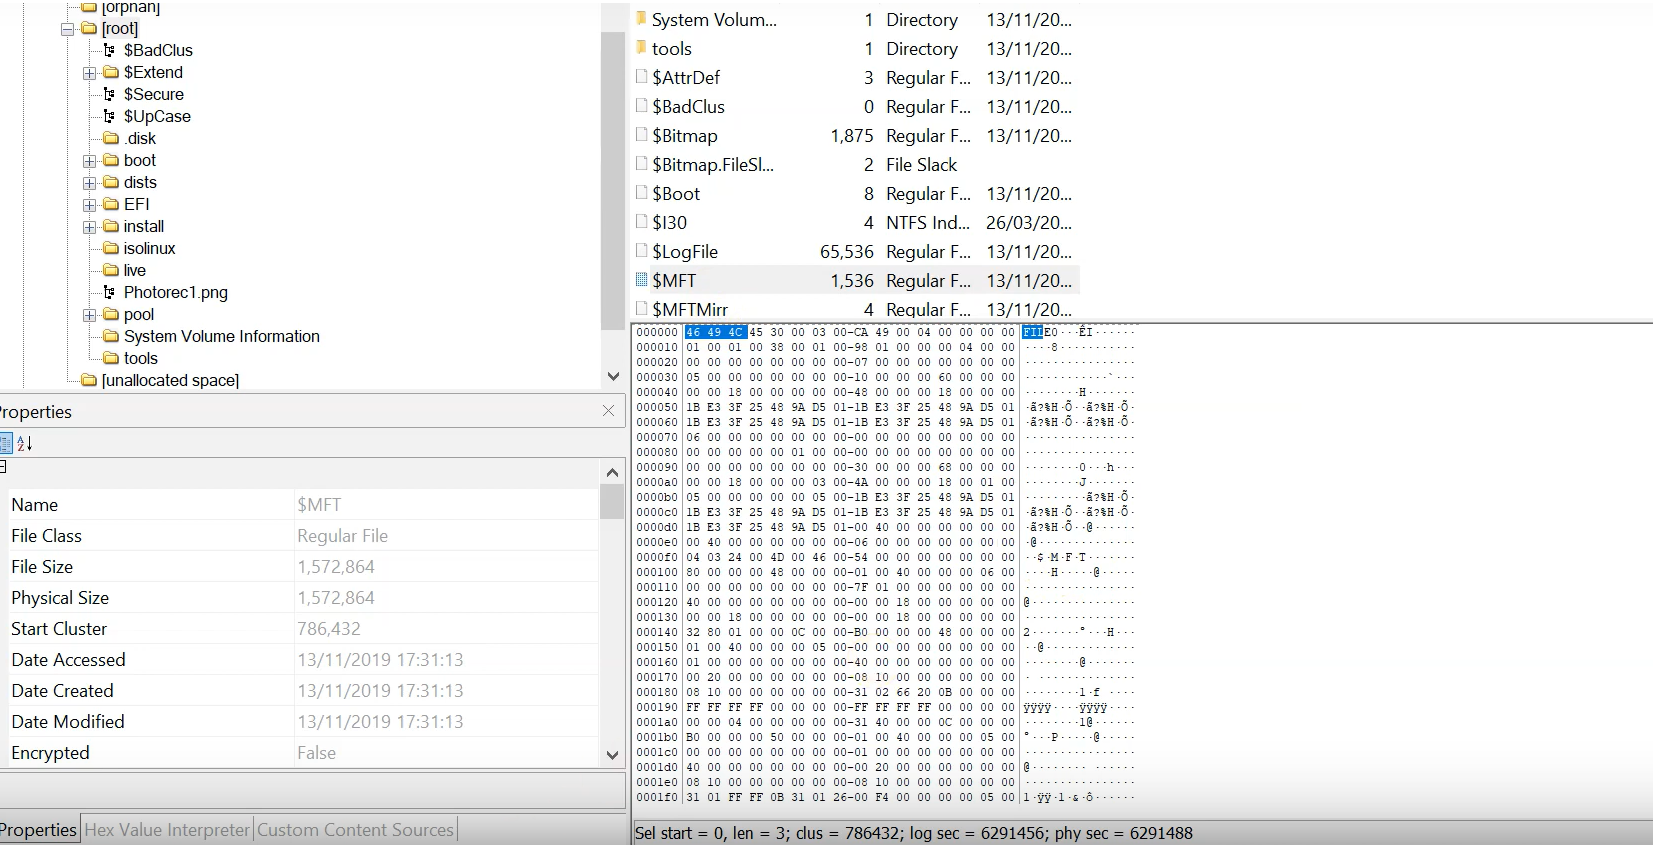 [orphan]
[root]
$BadClus
$Extend
$Secure
$UpCase
.disk
boot
dists
EFI
install
isolinux
live
Photorec1.png
pool
System Volume Information
tools
[unallocated space]
Properties
Name $MFT
File Class Regular File
File Size 1,572,864
Physical Size 1,572,864
Start Cluster 786,432
Date Accessed 13/11/2019 17:31:13
Date Created 13/11/2019 17:31:13
Date Modified 13/11/2019 17:31:13
Encrypted False
Properties Hex Value Interpreter Custom Content Sources
System Volum... 1 Directory 13/11/20...
tools 1 Directory 13/11/20...
$AttrDef 3 Regular F... 13/11/20...
$BadClus 0 Regular F... 13/11/20...
$Bitmap 1,875 Regular F... 13/11/20...
$Bitmap.FileSl... 2 File Slack
$Boot 8 Regular F... 13/11/20...
$I30 4 NTFS Ind... 26/03/20...
$LogFile 65,536 Regular F... 13/11/20...
$MFT 1,536 Regular F... 13/11/20...
$MFTMirr 4 Regular F... 13/11/20...
000000 46 49 4C 45 30 00 03 00-CA 49 00 04 00 00 00 00 FILE0···ÊI······
000010 01 00 01 00 38 00 01 00-98 01 00 00 00 04 00 00 ····8···········
000020 00 00 00 00 00 00 00 00-07 00 00 00 00 00 00 00 ················
000030 05 00 00 00 00 00 00 00-10 00 00 00 60 00 00 00 ············`···
000040 00 00 18 00 00 00 00 00-48 00 00 00 18 00 00 00 ········H·······
000050 1B E3 3F 25 48 9A D5 01-1B E3 3F 25 48 9A D5 01 ·ã?%H·Õ··ã?%H·Õ·
000060 1B E3 3F 25 48 9A D5 01-1B E3 3F 25 48 9A D5 01 ·ã?%H·Õ··ã?%H·Õ·
000070 06 00 00 00 00 00 00 00-00 00 00 00 00 00 00 00 ················
000080 00 00 00 00 00 01 00 00-00 00 00 00 00 00 00 00 ················
000090 00 00 00 00 00 00 00 00-30 00 00 00 68 00 00 00 ········0···h···
0000a0 00 00 18 00 00 00 03 00-4A 00 00 00 18 00 01 00 ········J·······
0000b0 05 00 00 00 00 00 05 00-1B E3 3F 25 48 9A D5 01 ·········ã?%H·Õ·
0000c0 1B E3 3F 25 48 9A D5 01-1B E3 3F 25 48 9A D5 01 ·ã?%H·Õ··ã?%H·Õ·
0000d0 1B E3 3F 25 48 9A D5 01-00 40 00 00 00 00 00 00 ·ã?%H·Õ··@······
0000e0 00 40 00 00 00 00 00 00-06 00 00 00 00 00 00 00 ·@··············
0000f0 04 03 24 00 4D 00 46 00-54 00 00 00 00 00 00 00 ··$·M·F·T·······
000100 80 00 00 00 48 00 00 00-01 00 40 00 00 00 06 00 ····H·····@·····
000110 00 00 00 00 00 00 00 00-7F 01 00 00 00 00 00 00 ················
000120 40 00 00 00 00 00 00 00-00 00 18 00 00 00 00 00 @···············
000130 00 00 18 00 00 00 00 00-00 00 18 00 00 00 00 00 ················
000140 32 80 01 00 00 0C 00 00-B0 00 00 00 48 00 00 00 2·······°···H···
000150 01 00 40 00 00 00 05 00-00 00 00 00 00 00 00 00 ··@·············
000160 01 00 00 00 00 00 00 00-40 00 00 00 00 00 00 00 ········@·······
000170 00 20 00 00 00 00 00 00-08 10 00 00 00 00 00 00 · ··············
000180 08 10 00 00 00 00 00 00-31 02 66 20 0B 00 00 00 ········1·f ····
000190 FF FF FF FF 00 00 00 00-FF FF FF FF 00 00 00 00 ÿÿÿÿ····ÿÿÿÿ····
0001a0 00 00 04 00 00 00 00 00-31 40 00 00 0C 00 00 00 ········1@······
0001b0 B0 00 00 00 50 00 00 00-01 00 40 00 00 00 05 00 °···P·····@·····
0001c0 00 00 00 00 00 00 00 00-01 00 00 00 00 00 00 00 ················
0001d0 40 00 00 00 00 00 00 00-00 20 00 00 00 00 00 00 @········ ······
0001e0 08 10 00 00 00 00 00 00-08 10 00 00 00 00 00 00 ················
0001f0 31 01 FF FF 0B 31 01 26-00 F4 00 00 00 00 05 00 1·ÿÿ·1·&·ô······
Sel start = 0, len = 3; clus = 786432; log sec = 6291456; phy sec = 6291488